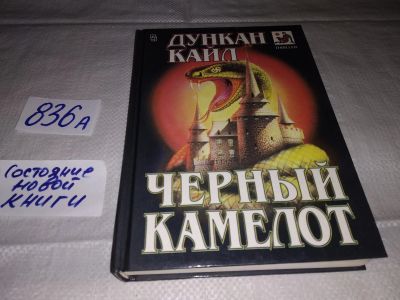 836А
Состояние
новой
книги
ДУНКАН
КАЙЛ
ЧЕРНЫЙ
КАМЕЛОТ